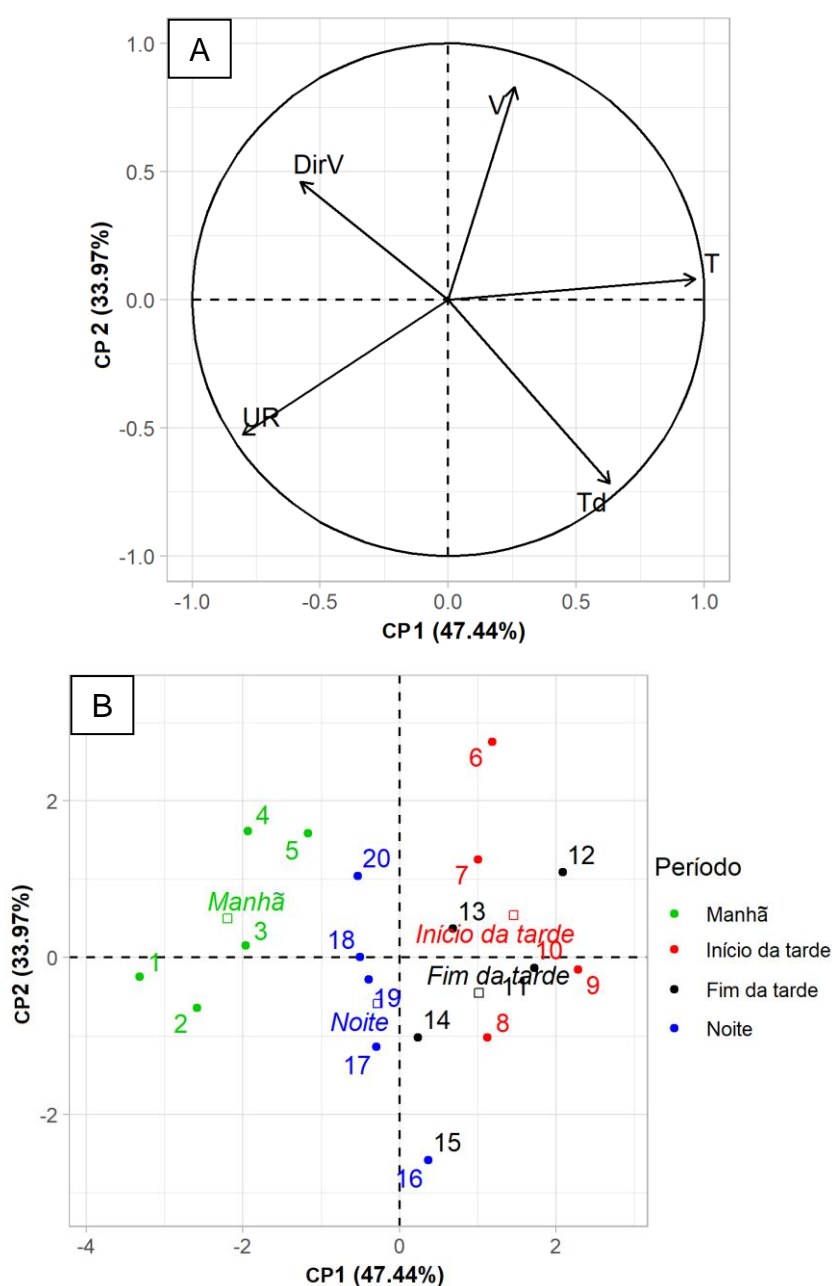 A
1.0
V
DirV
0.5
T
0.0
UR
-0.5
Td
-1.0
-1.0 -0.5 0.0 0.5 1.0
CP1 (47.44%)
CP2 (33.97%)
B
6
2
4
5
20
7
12
Manhã
13
3
18
Início da tarde
10
0
1
Fim da tarde
11
9
2
19
Noite
14
8
17
-2
15
16
-4 -2 0 2
CP1 (47.44%)
CP2 (33.97%)
Período
Manhã
Início da tarde
Fim da tarde
Noite